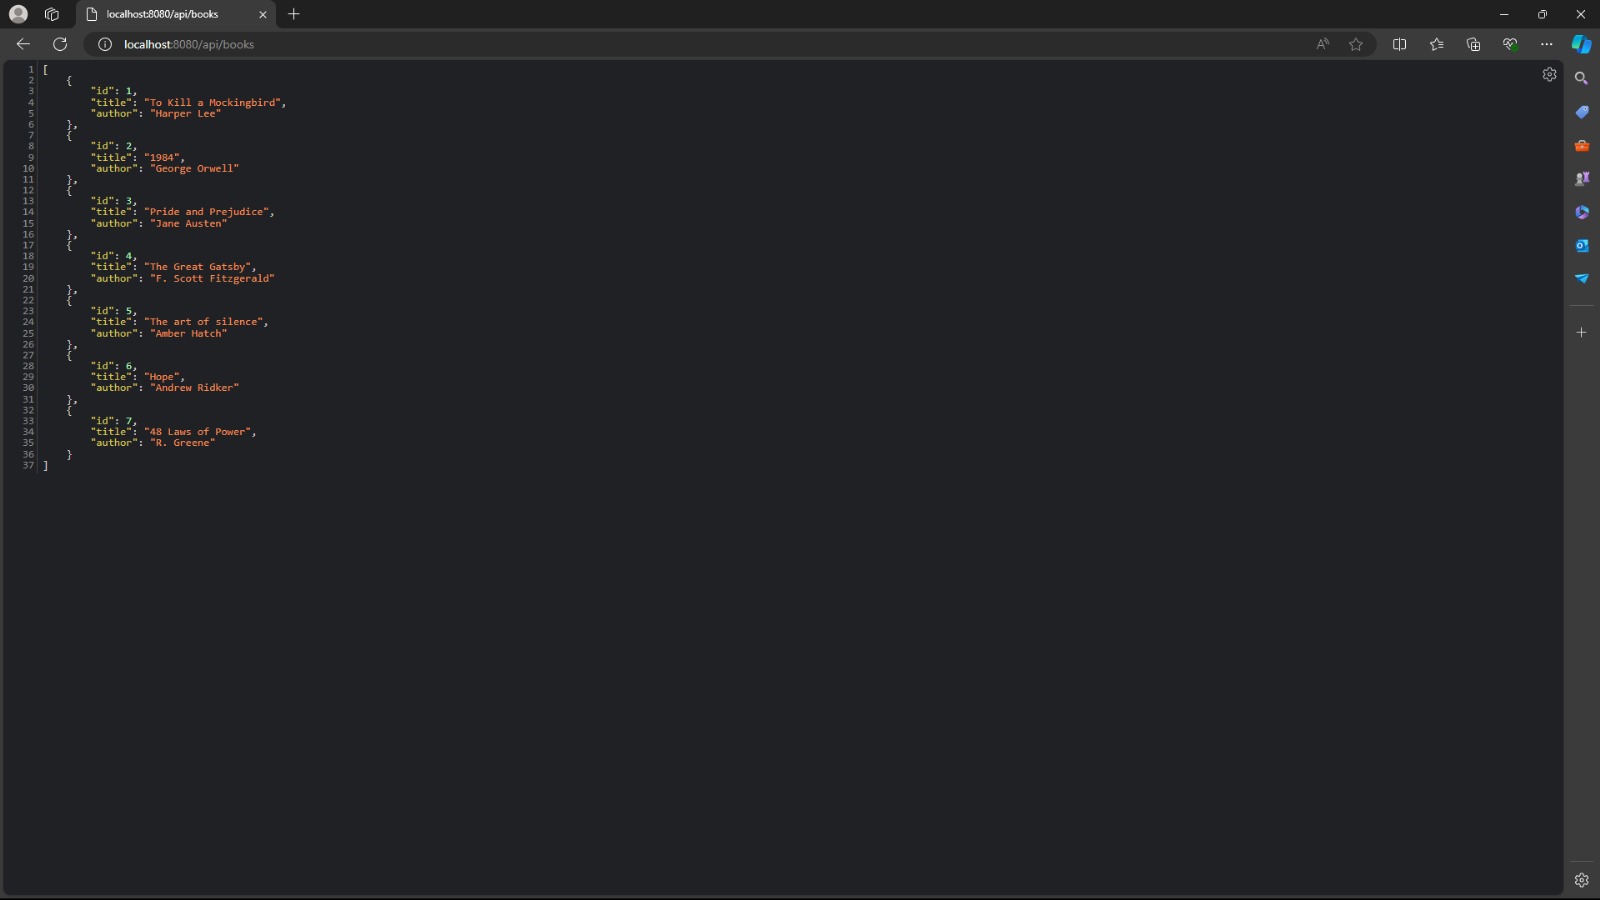 localhost:8080/api/books
localhost:8080/api/books
1 [
2 {
3 "id": 1,
4 "title": "To Kill a Mockingbird",
5 "author": "Harper Lee"
6 },
7 {
8 "id": 2,
9 "title": "1984",
10 "author": "George Orwell"
11 },
12 {
13 "id": 3,
14 "title": "Pride and Prejudice",
15 "author": "Jane Austen"
16 },
17 {
18 "id": 4,
19 "title": "The Great Gatsby",
20 "author": "F. Scott Fitzgerald"
21 },
22 {
23 "id": 5,
24 "title": "The art of silence",
25 "author": "Amber Hatch"
26 },
27 {
28 "id": 6,
29 "title": "Hope",
30 "author": "Andrew Ridker"
31 },
32 {
33 "id": 7,
34 "title": "48 Laws of Power",
35 "author": "R. Greene"
36 }
37 ]